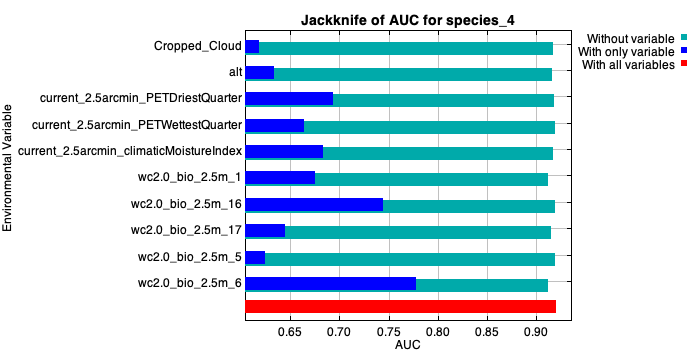 Jackknife of AUC for species_4
Without variable
With only variable
With all variables
Environmental Variable
Cropped_Cloud
alt
current_2.5arcmin_PETDriestQuarter
current_2.5arcmin_PETWettestQuarter
current_2.5arcmin_climaticMoistureIndex
wc2.0_bio_2.5m_1
wc2.0_bio_2.5m_16
wc2.0_bio_2.5m_17
wc2.0_bio_2.5m_5
wc2.0_bio_2.5m_6
0.65 0.70 0.75 0.80 0.85 0.90
AUC